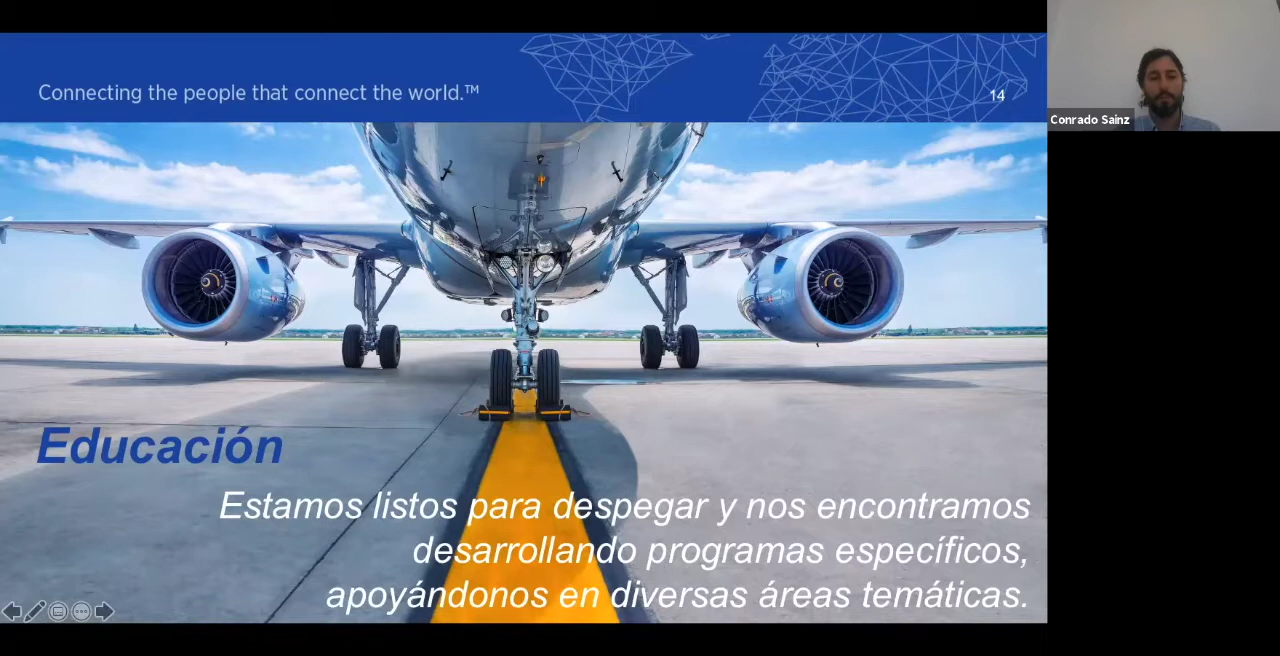 Connecting the people that connect the world.™
14
Conrado Sainz
Educación
Estamos listos para despegar y nos encontramos
desarrollando programas específicos,
apoyándonos en diversas áreas temáticas.